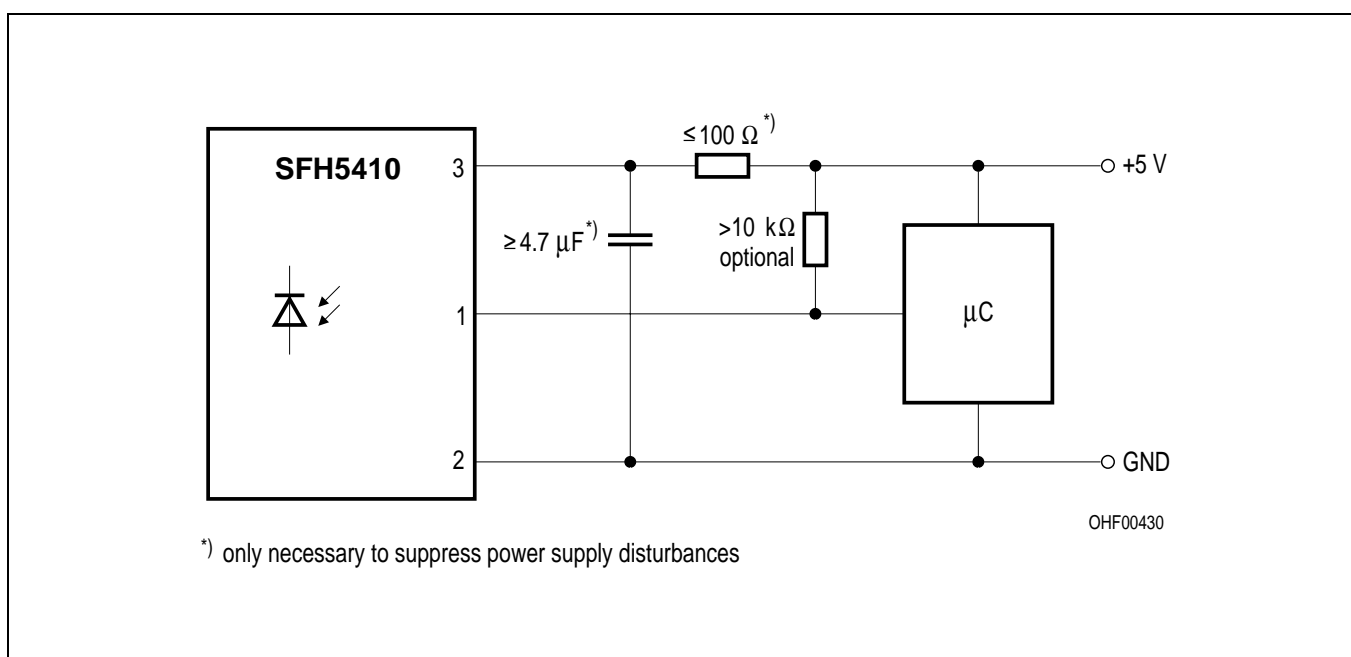 ≤100 Ω *)
SFH5410
3
+5 V
≥4.7 μF*)
>10 kΩ
optional
1
μC
2
GND
OHF00430
*) only necessary to suppress power supply disturbances